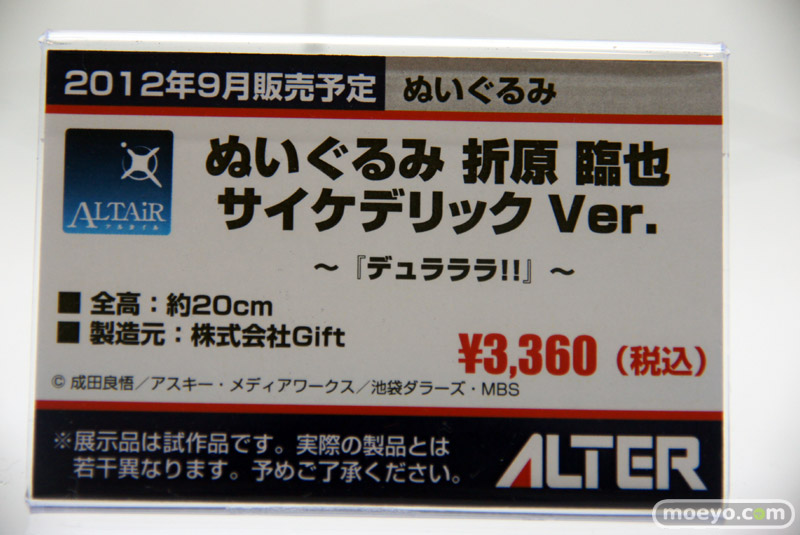 2012年9月販売予定 ぬいぐるみ
ALTAiR
アルタイル
ぬいぐるみ 折原 臨也
サイケデリック Ver.
～『デュラララ!!』～
■ 全高：約20cm
■ 製造元：株式会社Gift
¥3,360（税込）
© 成田良悟／アスキー・メディアワークス／池袋ダラーズ・MBS
※展示品は試作品です。実際の製品とは
若干異なります。予めご了承ください。
ALTER
moeyo.com